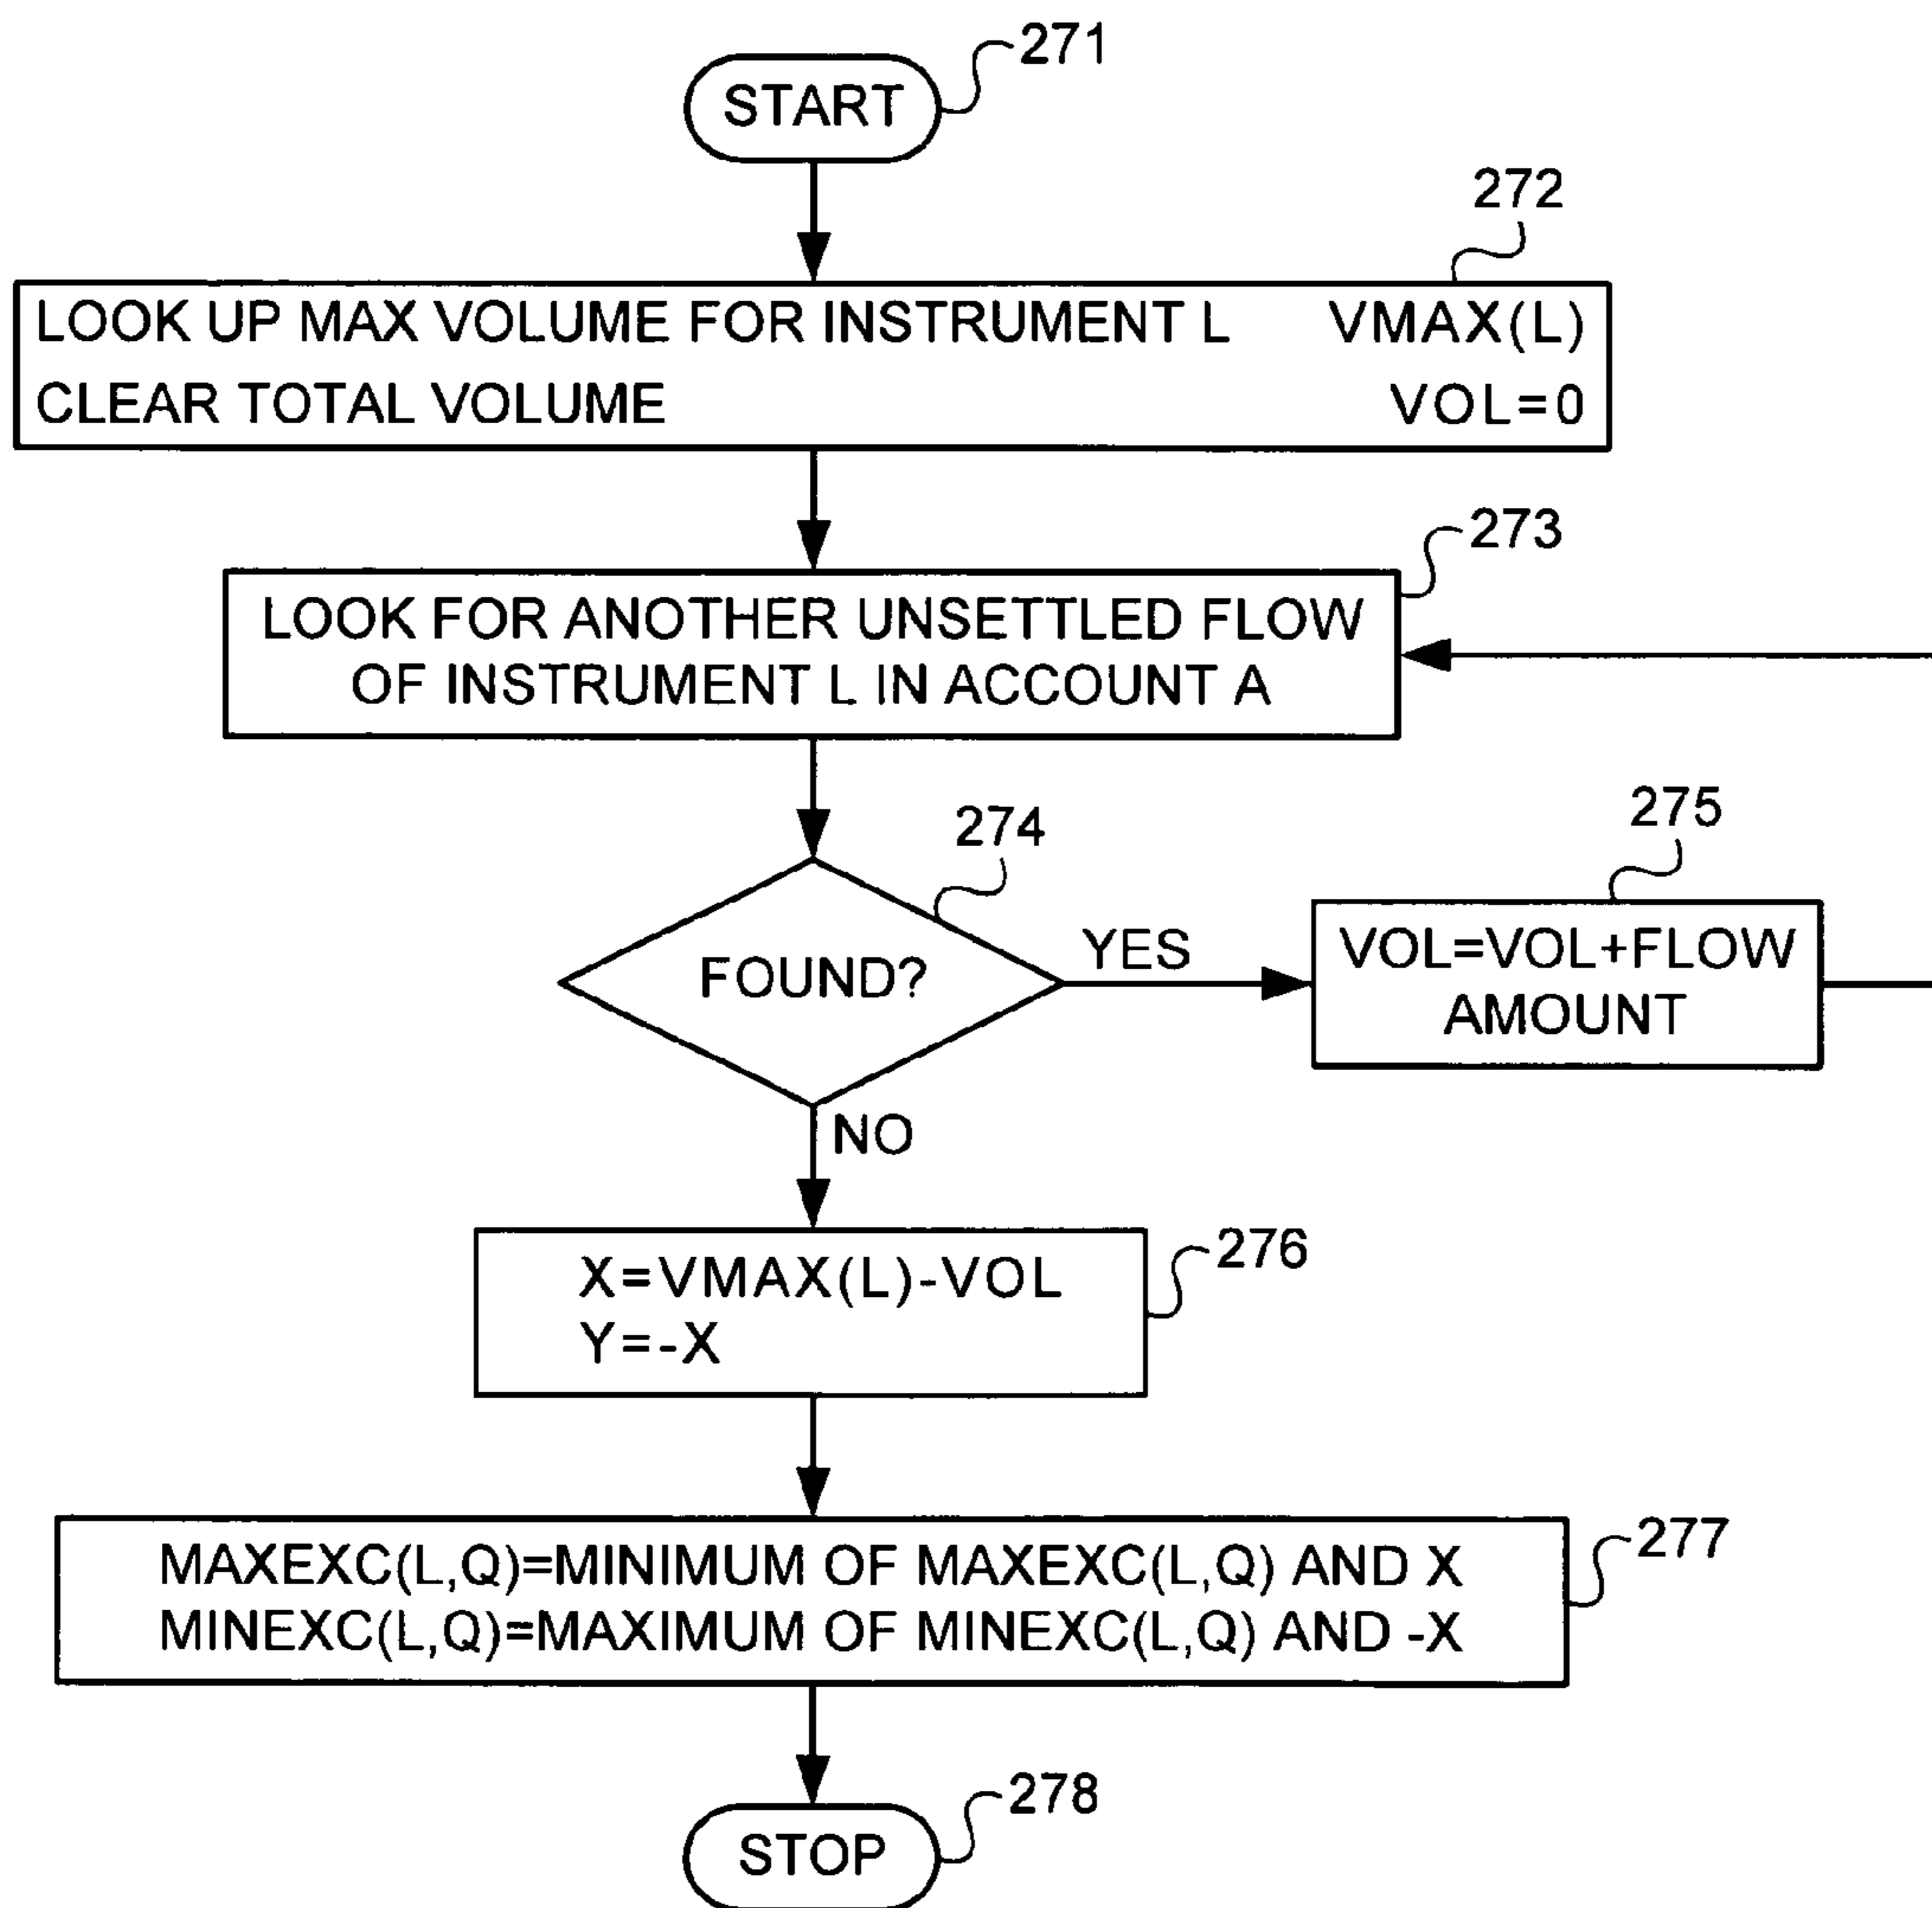 271
START
272
LOOK UP MAX VOLUME FOR INSTRUMENT L VMAX(L)
CLEAR TOTAL VOLUME VOL=0
273
LOOK FOR ANOTHER UNSETTLED FLOW
OF INSTRUMENT L IN ACCOUNT A
274
FOUND?
YES
275
VOL=VOL+FLOW
AMOUNT
NO
276
X=VMAX(L)-VOL
Y=-X
277
MAXEXC(L,Q)=MINIMUM OF MAXEXC(L,Q) AND X
MINEXC(L,Q)=MAXIMUM OF MINEXC(L,Q) AND -X
278
STOP